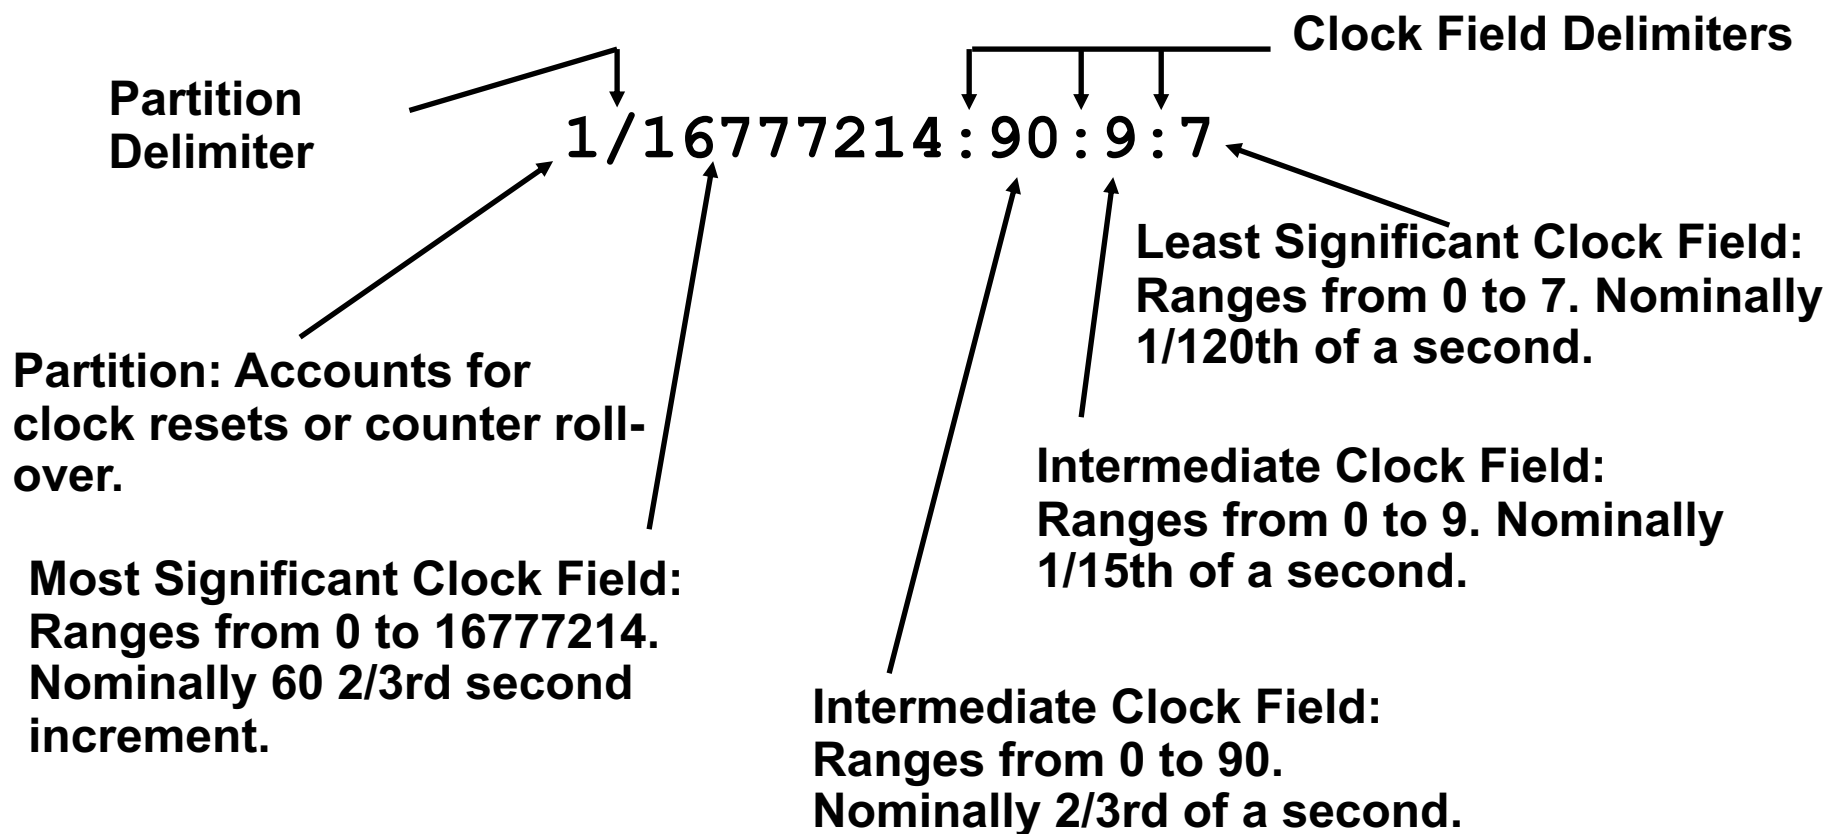 Clock Field Delimiters
Partition
Delimiter
1/16777214:90:9:7
Least Significant Clock Field:
Ranges from 0 to 7. Nominally
1/120th of a second.
Partition: Accounts for
clock resets or counter roll-
over.
Intermediate Clock Field:
Ranges from 0 to 9. Nominally
1/15th of a second.
Most Significant Clock Field:
Ranges from 0 to 16777214.
Nominally 60 2/3rd second
increment.
Intermediate Clock Field:
Ranges from 0 to 90.
Nominally 2/3rd of a second.